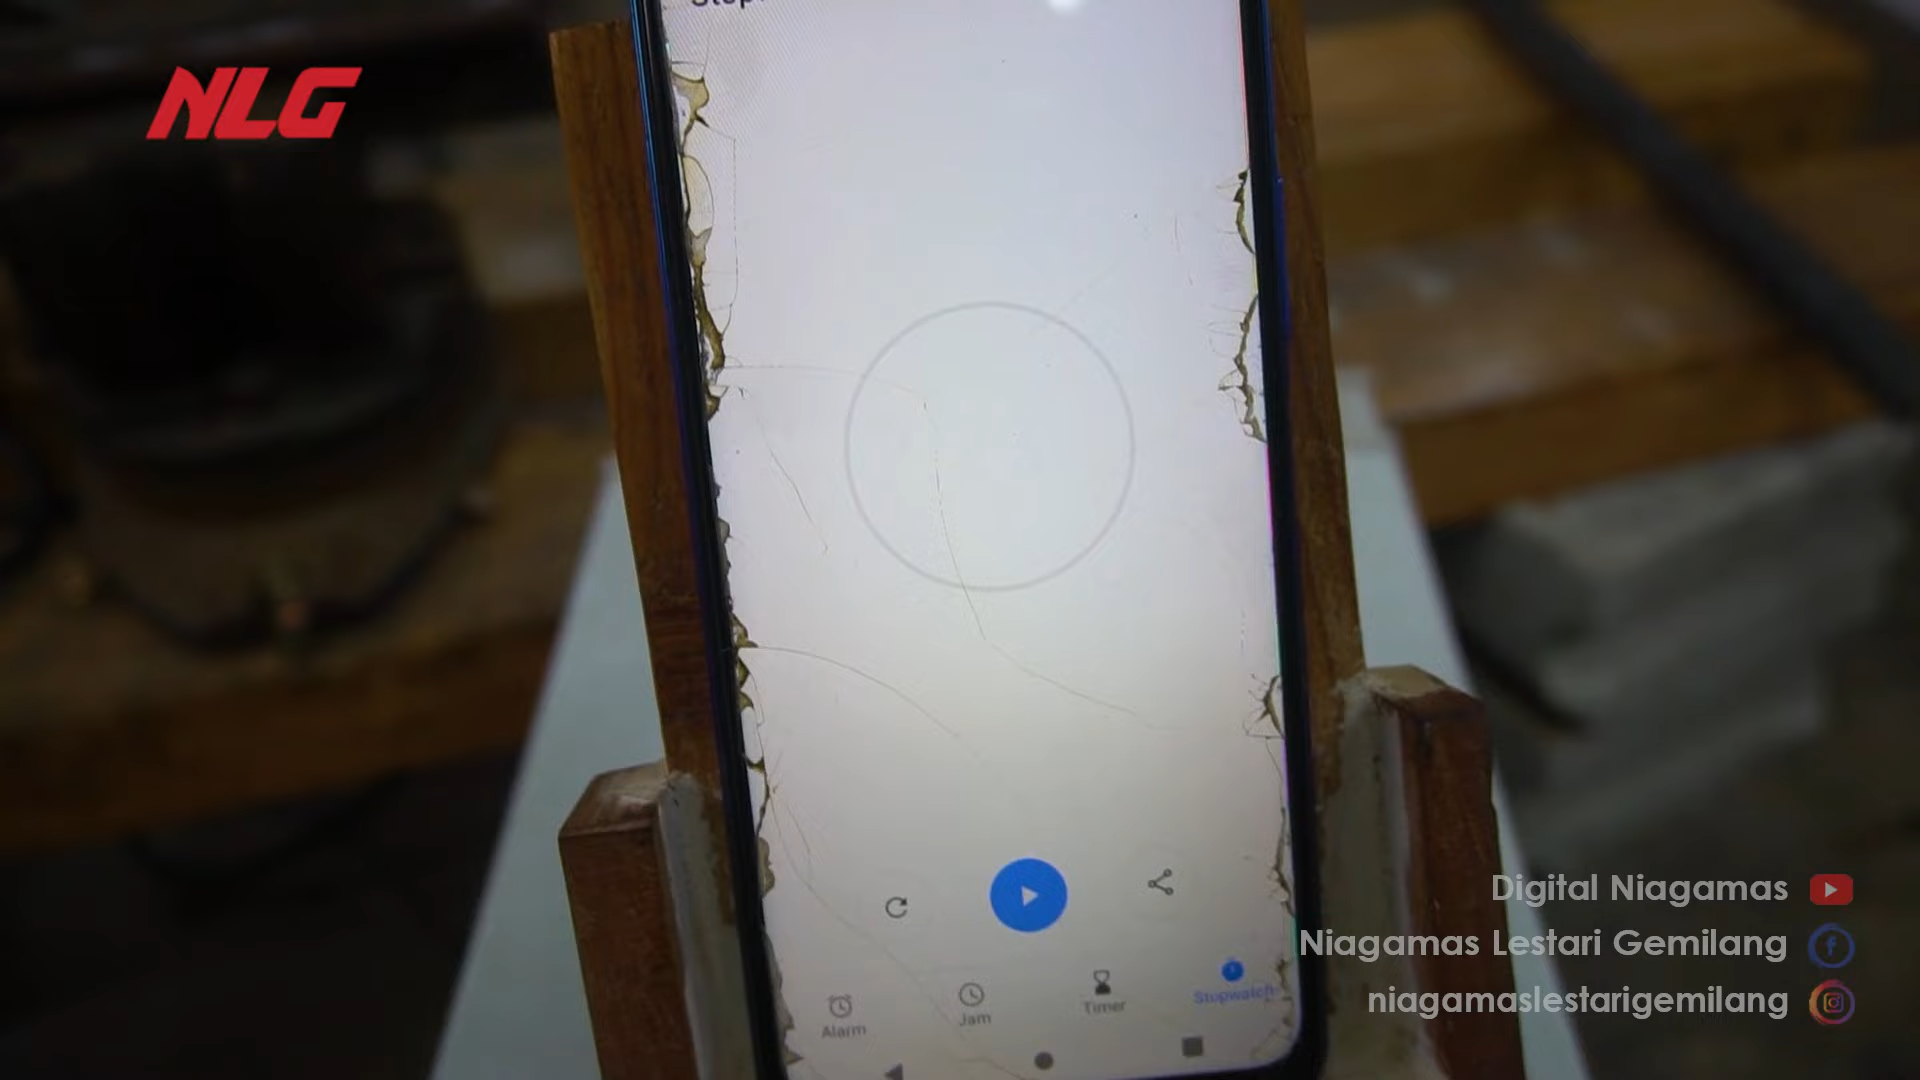 NLG
Alarm
Jam
Timer
Stopwatch
Digital Niagamas
Niagamas Lestari Gemilang
niagamaslestarigemilang